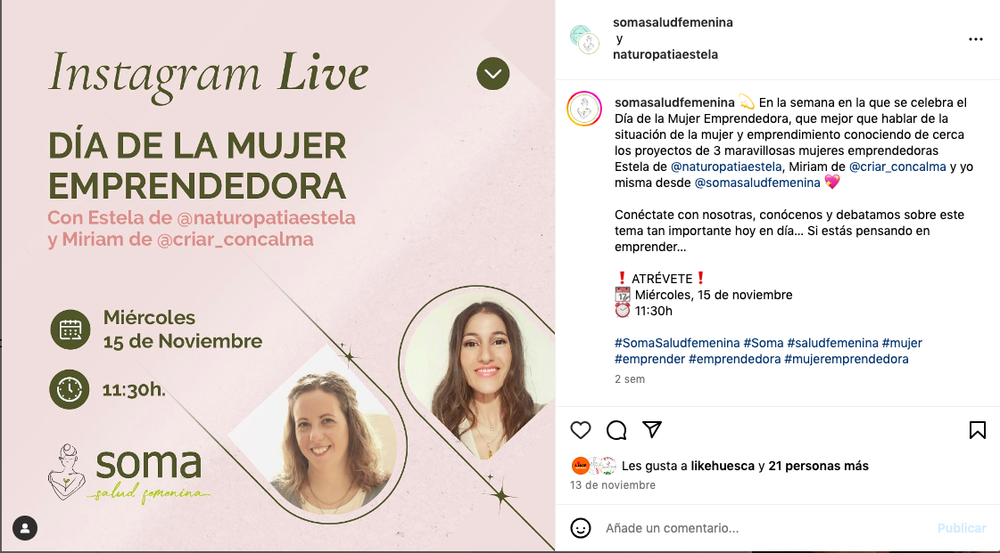 Instagram Live
DÍA DE LA MUJER
EMPRENDEDORA
Con Estela de @naturopatiaestela
y Miriam de @criar_concalma
Miércoles
15 de Noviembre
11:30h.
soma
salud femenina
somasaludfemenina
y
naturopatiaestela
somasaludfemenina 💫 En la semana en la que se celebra el
Día de la Mujer Emprendedora, que mejor que hablar de la
situación de la mujer y emprendimiento conociendo de cerca
los proyectos de 3 maravillosas mujeres emprendedoras
Estela de @naturopatiaestela, Miriam de @criar_concalma y yo
misma desde @somasaludfemenina 💖
Conéctate con nosotras, conócenos y debatamos sobre este
tema tan importante hoy en día... Si estás pensando en
emprender...
❗ATRÉVETE❗
📆 Miércoles, 15 de noviembre
⏰ 11:30h
#SomaSaludfemenina #Soma #saludfemenina #mujer
#emprender #emprendedora #mujeremprendedora
2 sem
Les gusta a likehuesca y 21 personas más
13 de noviembre
Añade un comentario...
Publicar